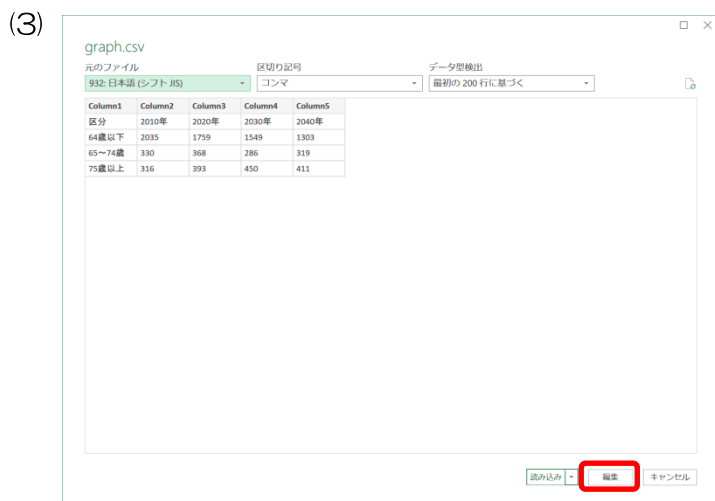 (3)
graph.csv
元のファイル 区切り記号 データ型検出
932: 日本語 (シフト JIS) コンマ 最初の 200 行に基づく
Column1 Column2 Column3 Column4 Column5
区分 2010年 2020年 2030年 2040年
64歳以下 2035 1759 1549 1303
65～74歳 330 368 286 319
75歳以上 316 393 450 411
読み込み 編集 キャンセル